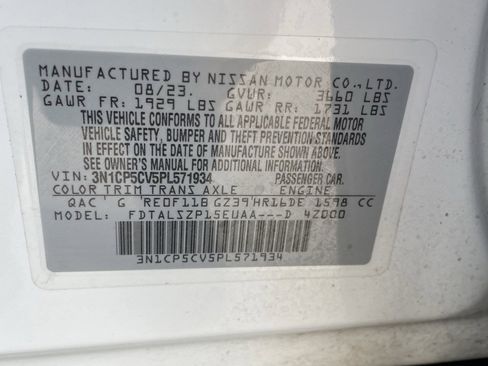 MANUFACTURED BY NISSAN MOTOR CO., LTD.
DATE: 08/23. GVWR: 3660 LBS
GAWR FR: 1929 LBS GAWR RR: 1731 LBS
THIS VEHICLE CONFORMS TO ALL APPLICABLE FEDERAL MOTOR
VEHICLE SAFETY, BUMPER AND THEFT PREVENTION STANDARDS
IN EFFECT ON THE DATE OF MANUFACTURE SHOWN ABOVE.
SEE OWNER'S MANUAL FOR ADDITIONAL INFORMATION.
VIN: 3N1CP5CV5PL571934 PASSENGER CAR.
COLOR TRIM TRANS AXLE ENGINE
QAC G RE0F11B GZ39 HR16DE 1598 CC
MODEL: FDTALSZP15EUAA---D 4Z000
3N1CP5CV5PL571934